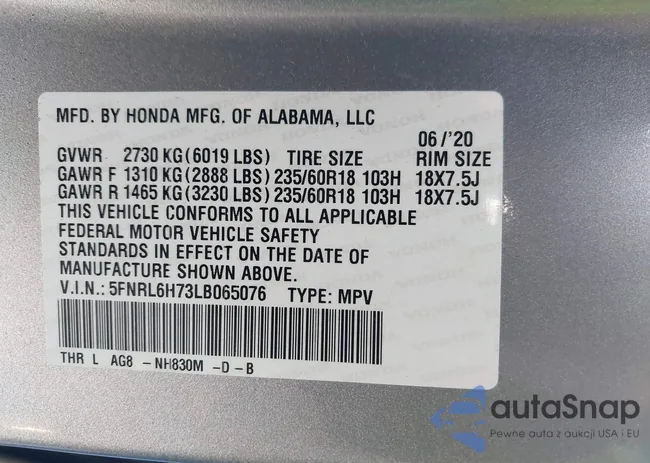 MFD. BY HONDA MFG. OF ALABAMA, LLC
06/'20
GVWR 2730 KG(6019 LBS) TIRE SIZE RIM SIZE
GAWR F 1310 KG(2888 LBS) 235/60R18 103H 18X7.5J
GAWR R 1465 KG(3230 LBS) 235/60R18 103H 18X7.5J
THIS VEHICLE CONFORMS TO ALL APPLICABLE
FEDERAL MOTOR VEHICLE SAFETY
STANDARDS IN EFFECT ON THE DATE OF
MANUFACTURE SHOWN ABOVE.
V.I.N.: 5FNRL6H73LB065076 TYPE: MPV
THR L AG8 -NH830M -D -B
autaSnap
Pewne auta z aukcji USA i EU